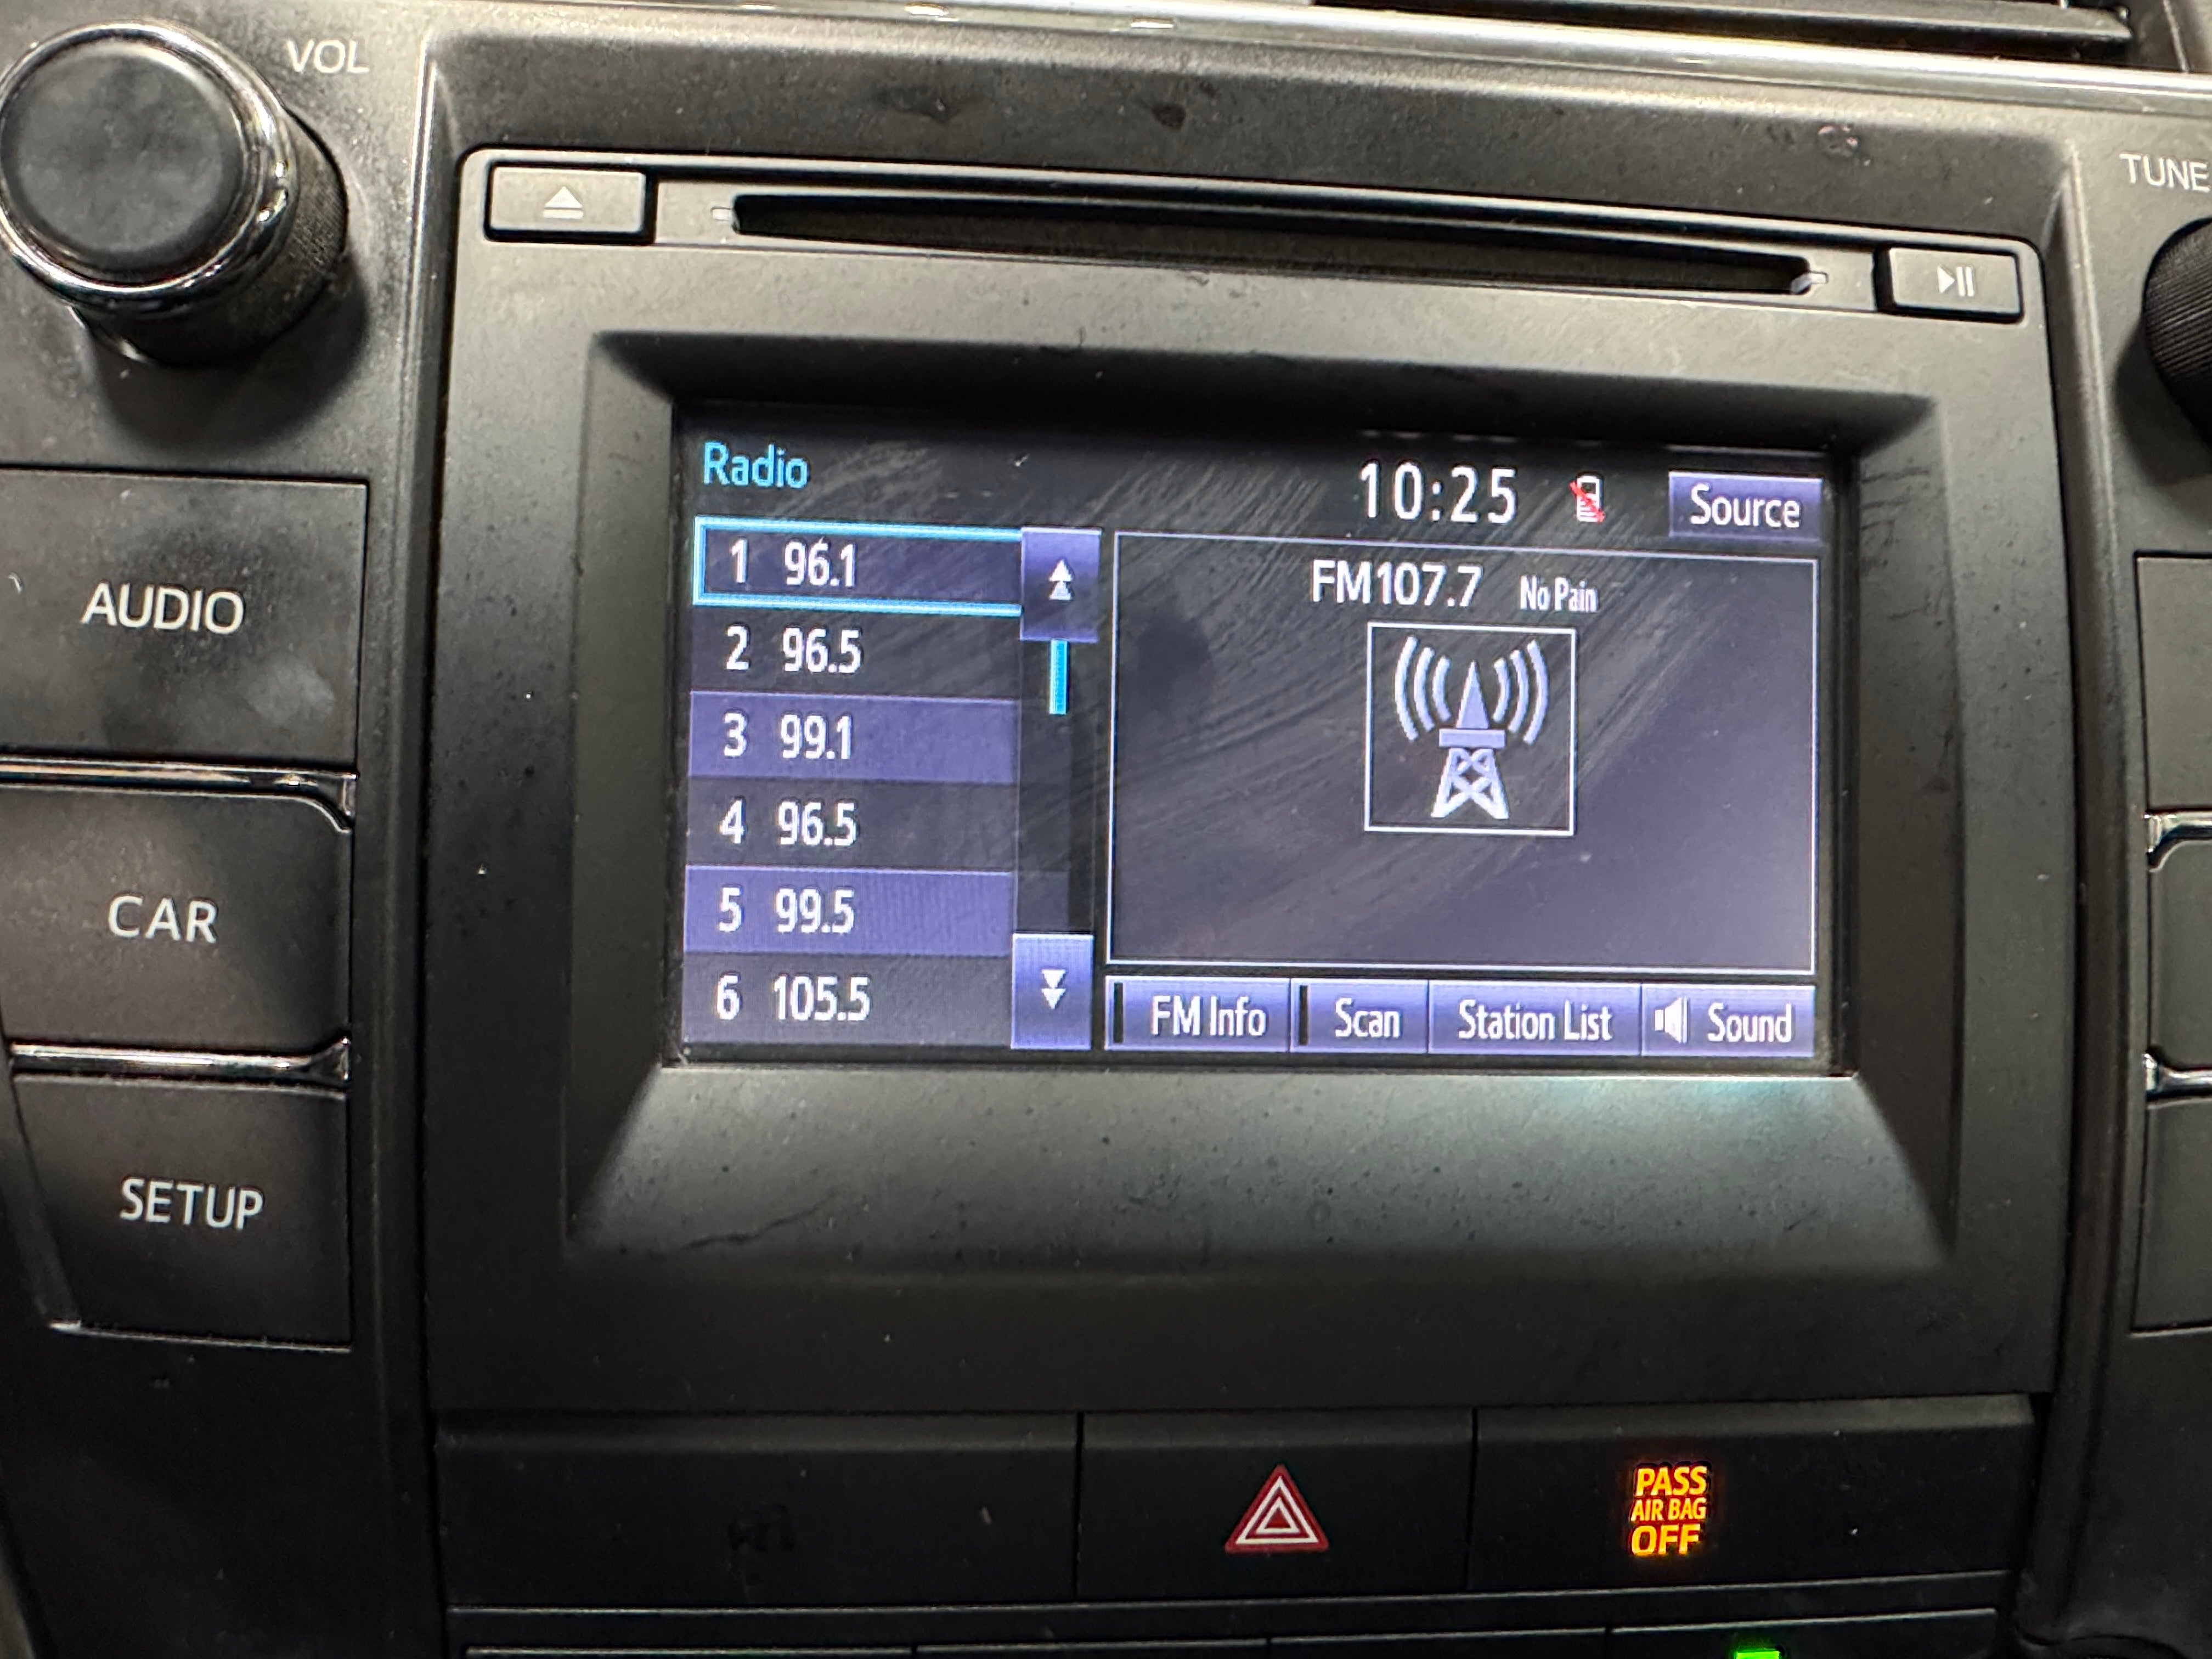 VOL
TUNE
Radio
10:25
Source
1 96.1
2 96.5
3 99.1
4 96.5
5 99.5
6 105.5
FM107.7 No Pain
FM Info
Scan
Station List
Sound
AUDIO
CAR
SETUP
PASS
AIR BAG
OFF